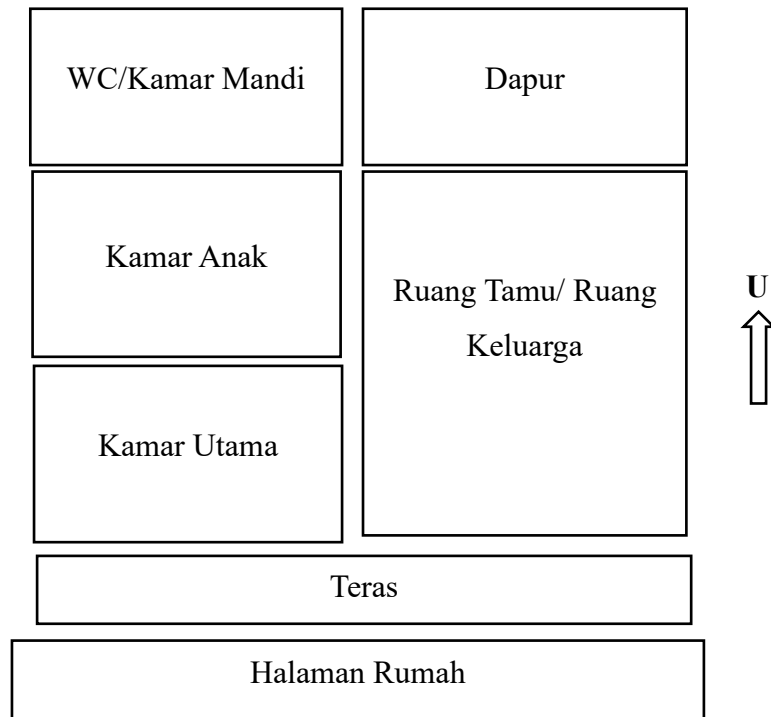 WC/Kamar Mandi
Dapur
Kamar Anak
Ruang Tamu/ Ruang
Keluarga
U
Kamar Utama
Teras
Halaman Rumah